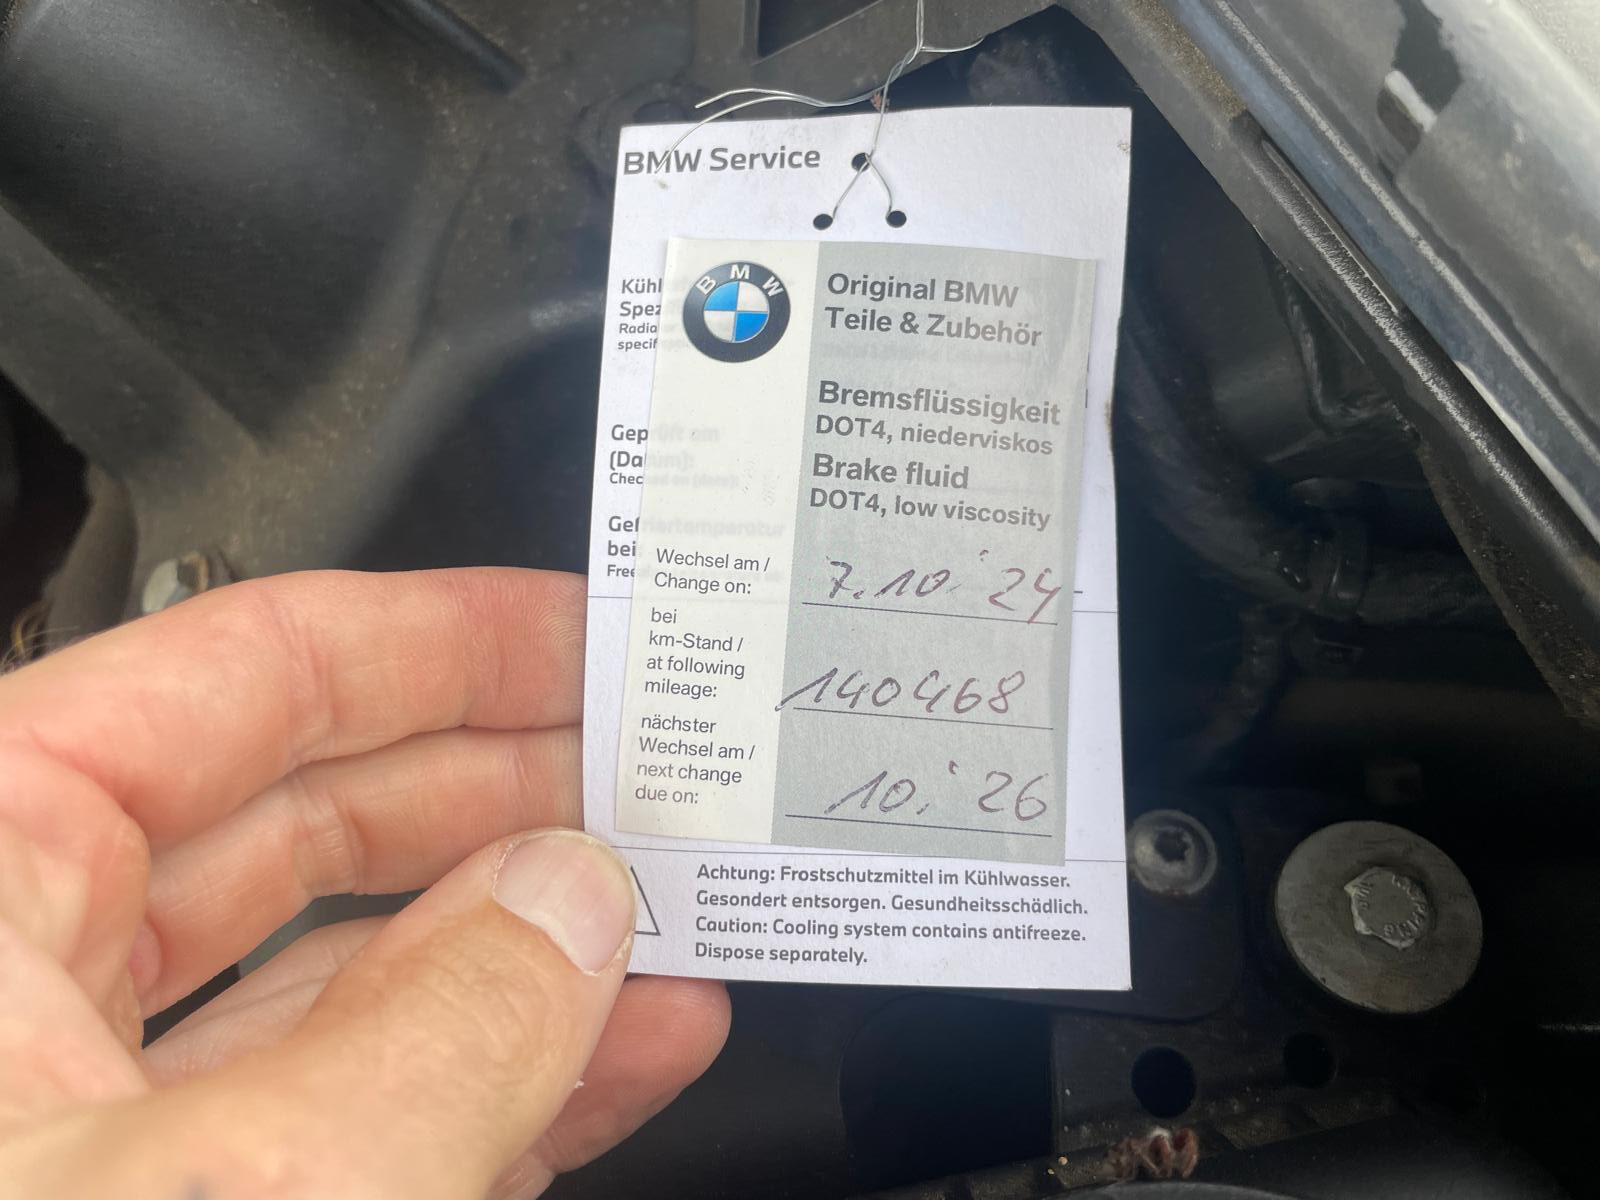 BMW Service
BMW
Original BMW
Teile & Zubehör
Bremsflüssigkeit
DOT4, niederviskos
Brake fluid
DOT4, low viscosity
Wechsel am /
Change on:
7.10.'24
bei
km-Stand /
at following
mileage:
140468
nächster
Wechsel am /
next change
due on:
10.'26
Achtung: Frostschutzmittel im Kühlwasser.
Gesondert entsorgen. Gesundheitsschädlich.
Caution: Cooling system contains antifreeze.
Dispose separately.